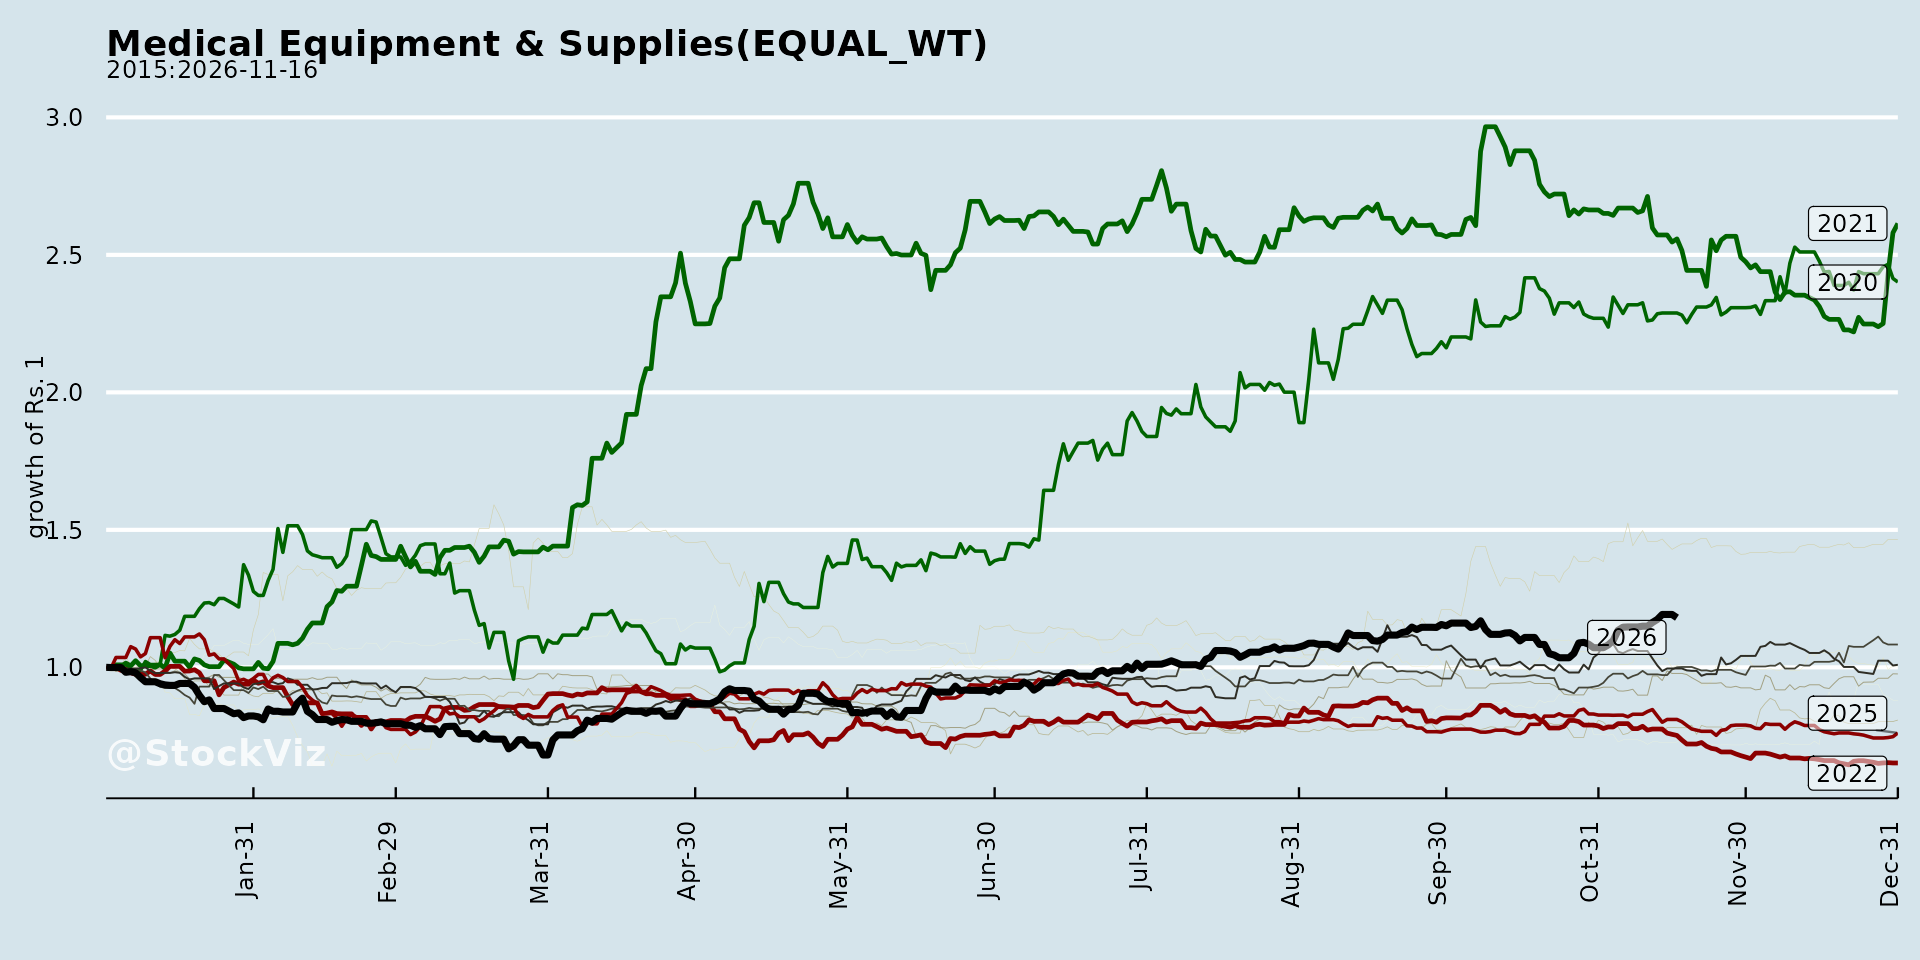 Medical Equipment & Supplies(EQUAL_WT)
2015:2026-11-16
growth of Rs. 1
3.0
2.5
2.0
1.5
1.0
2021
2020
2026
2025
2022
@StockViz
Jan-31
Feb-29
Mar-31
Apr-30
May-31
Jun-30
Jul-31
Aug-31
Sep-30
Oct-31
Nov-30
Dec-31